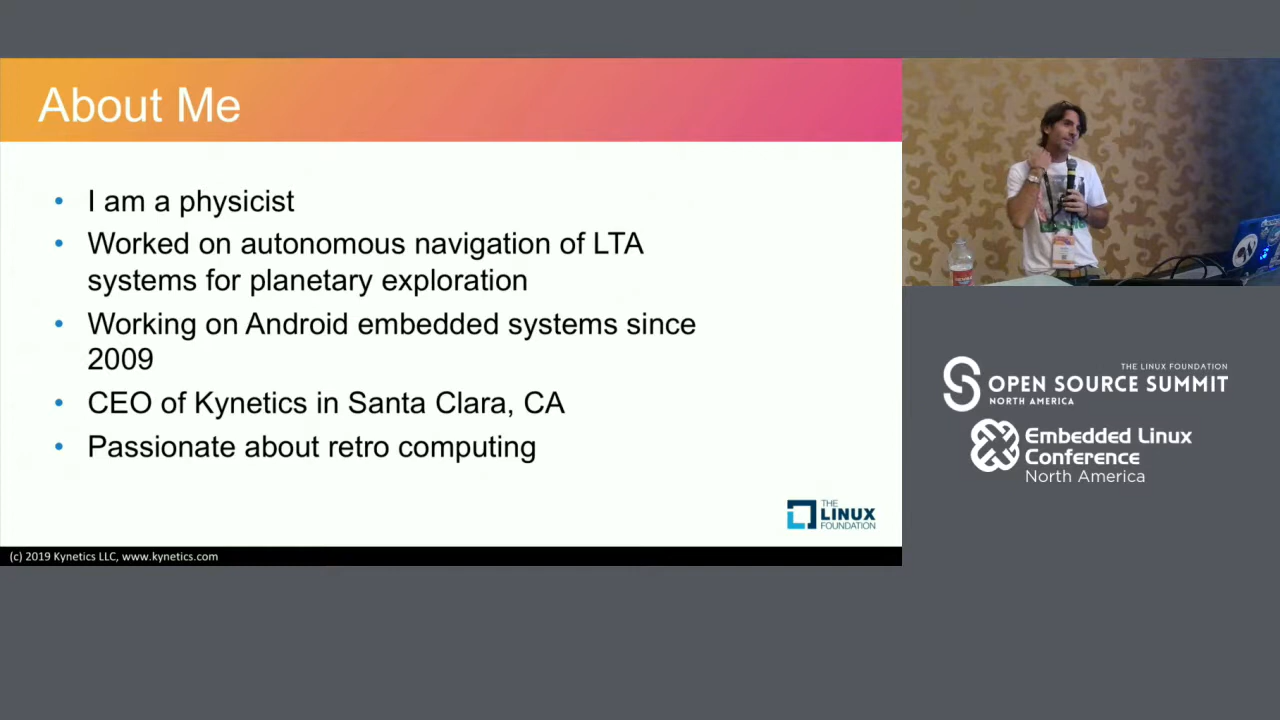 About Me
• I am a physicist
• Worked on autonomous navigation of LTA
systems for planetary exploration
• Working on Android embedded systems since
2009
• CEO of Kynetics in Santa Clara, CA
• Passionate about retro computing
THE
LINUX
FOUNDATION
(c) 2019 Kynetics LLC, www.kynetics.com
THE LINUX FOUNDATION
OPEN SOURCE SUMMIT
NORTH AMERICA
Embedded Linux
Conference
North America